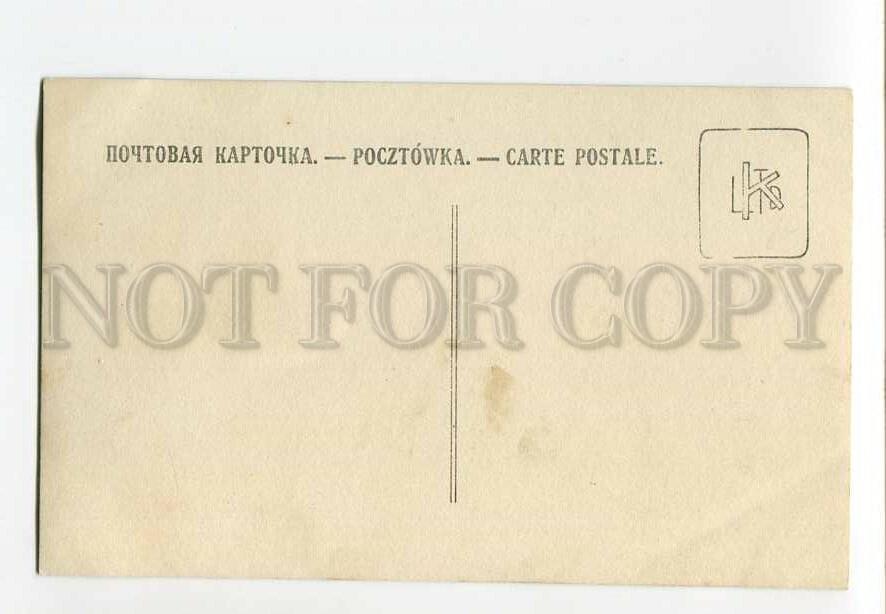 ПОЧТОВАЯ КАРТОЧКА. — POCZTÓWKA. — CARTE POSTALE.
NOT FOR COPY